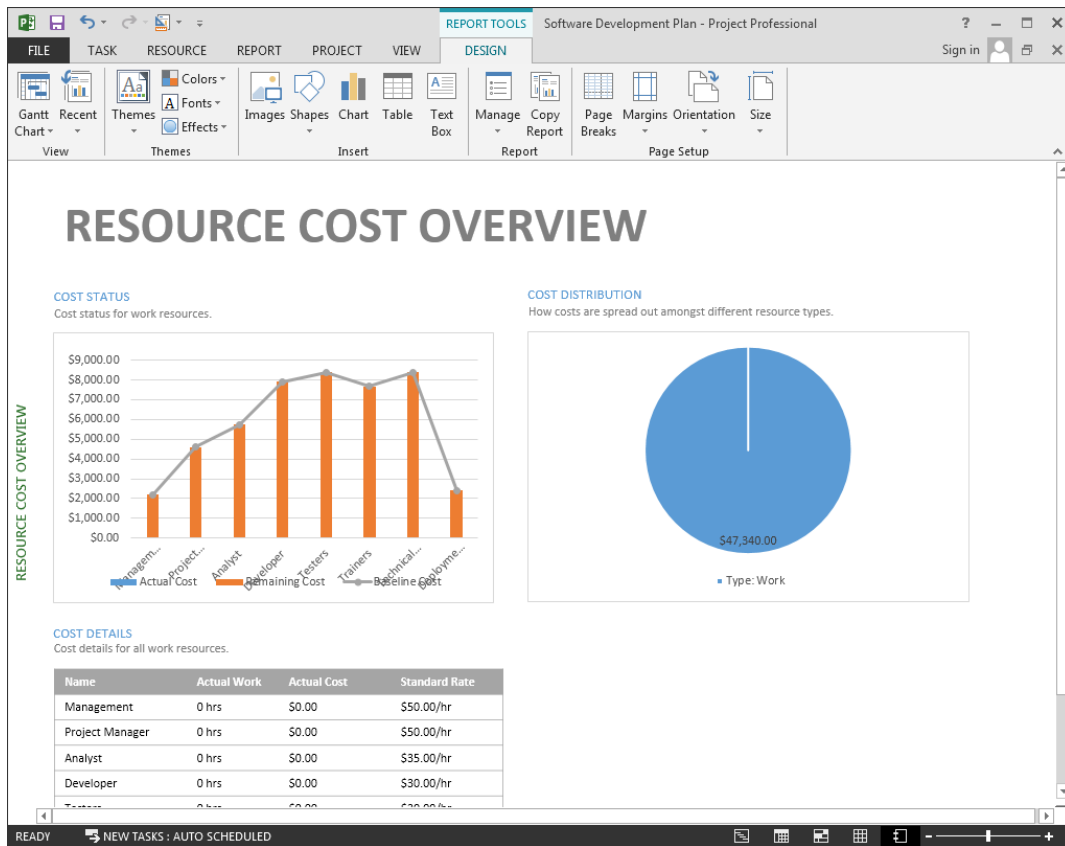 REPORT TOOLS Software Development Plan - Project Professional ?
FILE TASK RESOURCE REPORT PROJECT VIEW DESIGN Sign in
Gantt Chart Recent Themes Colors Fonts Effects Images Shapes Chart Table Text Box Manage Copy Report Page Breaks Margins Orientation Size
View Themes Insert Report Page Setup
RESOURCE COST OVERVIEW
RESOURCE COST OVERVIEW
COST STATUS
Cost status for work resources.
$9,000.00
$8,000.00
$7,000.00
$6,000.00
$5,000.00
$4,000.00
$3,000.00
$2,000.00
$1,000.00
$0.00
Managem...
Project...
Analyst
Developer
Testers
Trainers
Technical...
Deployme...
Actual Cost Remaining Cost Baseline Cost
COST DISTRIBUTION
How costs are spread out amongst different resource types.
$47,340.00
Type: Work
COST DETAILS
Cost details for all work resources.
Name Actual Work Actual Cost Standard Rate
Management 0 hrs $0.00 $50.00/hr
Project Manager 0 hrs $0.00 $50.00/hr
Analyst 0 hrs $0.00 $35.00/hr
Developer 0 hrs $0.00 $30.00/hr
READY NEW TASKS : AUTO SCHEDULED